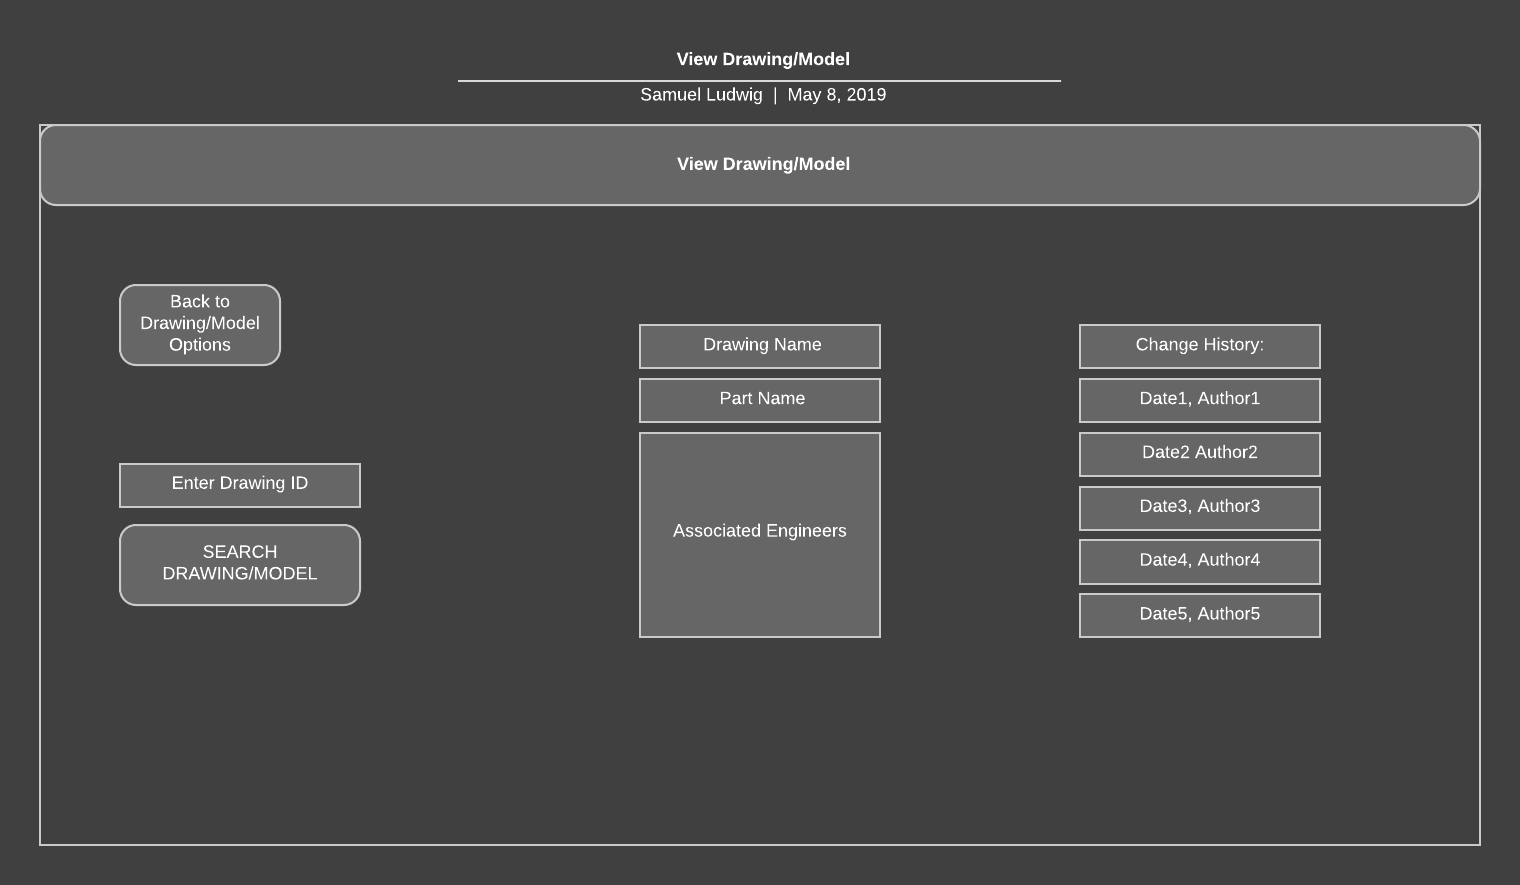 View Drawing/Model
Samuel Ludwig | May 8, 2019
View Drawing/Model
Back to
Drawing/Model
Options
Enter Drawing ID
SEARCH
DRAWING/MODEL
Drawing Name
Part Name
Associated Engineers
Change History:
Date1, Author1
Date2 Author2
Date3, Author3
Date4, Author4
Date5, Author5